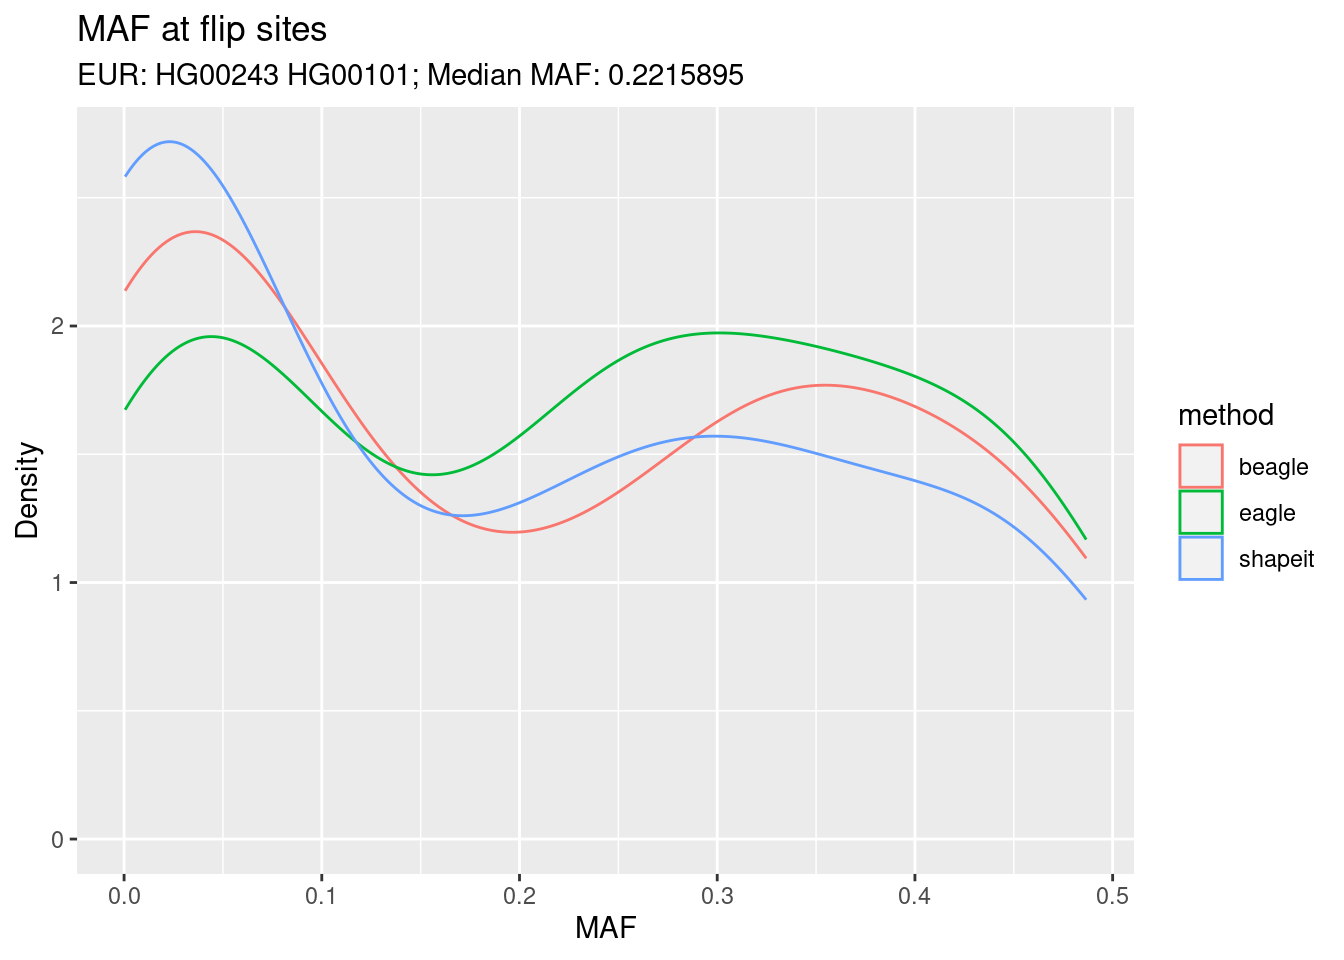 MAF at flip sites
EUR: HG00243 HG00101; Median MAF: 0.2215895
Density
2
1
0
0.0 0.1 0.2 0.3 0.4 0.5
MAF
method
beagle
eagle
shapeit